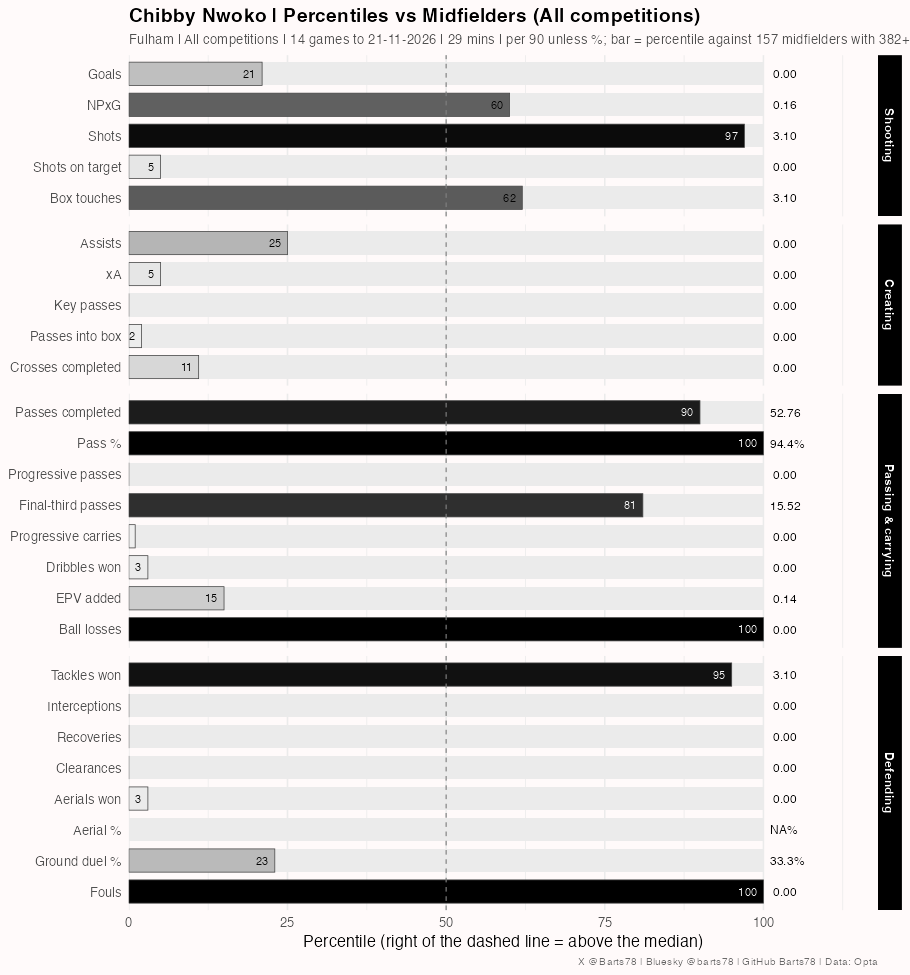 Chibby Nwoko | Percentiles vs Midfielders (All competitions)
Fulham | All competitions | 14 games to 21-11-2026 | 29 mins | per 90 unless %; bar = percentile against 157 midfielders with 382+
Goals 21 0.00
NPxG 60 0.16
Shots 97 3.10
Shots on target 5 0.00
Box touches 62 3.10
Shooting
Assists 25 0.00
xA 5 0.00
Key passes 0.00
Passes into box 2 0.00
Crosses completed 11 0.00
Creating
Passes completed 90 52.76
Pass % 100 94.4%
Progressive passes 0.00
Final-third passes 81 15.52
Progressive carries 0.00
Dribbles won 3 0.00
EPV added 15 0.14
Ball losses 100 0.00
Passing & carrying
Tackles won 95 3.10
Interceptions 0.00
Recoveries 0.00
Clearances 0.00
Aerials won 3 0.00
Aerial % NA%
Ground duel % 23 33.3%
Fouls 100 0.00
Defending
0 25 50 75 100
Percentile (right of the dashed line = above the median)
X @Barts78 | Bluesky @barts78 | GitHub Barts78 | Data: Opta